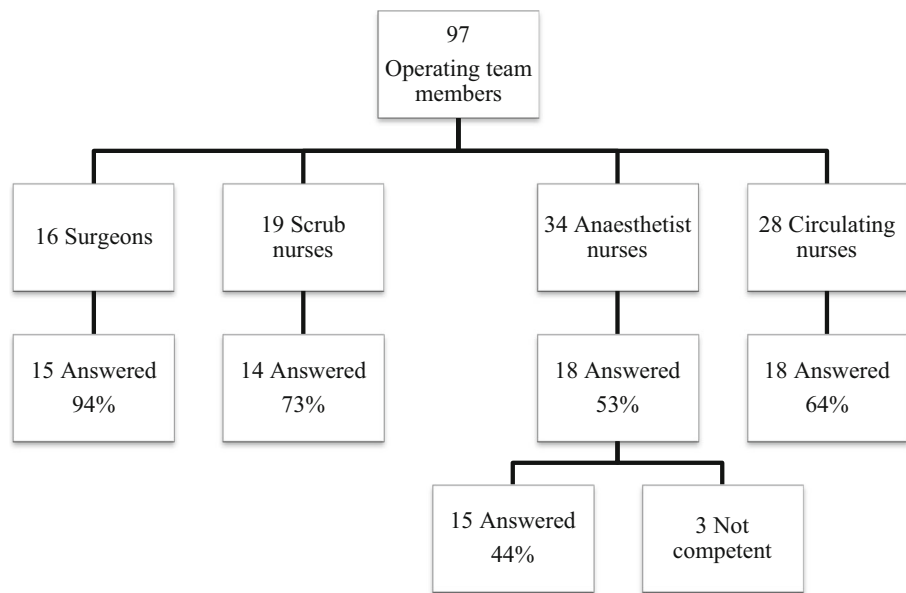 97
Operating team
members
16 Surgeons
19 Scrub
nurses
34 Anaesthetist
nurses
28 Circulating
nurses
15 Answered
94%
14 Answered
73%
18 Answered
53%
18 Answered
64%
15 Answered
44%
3 Not
competent